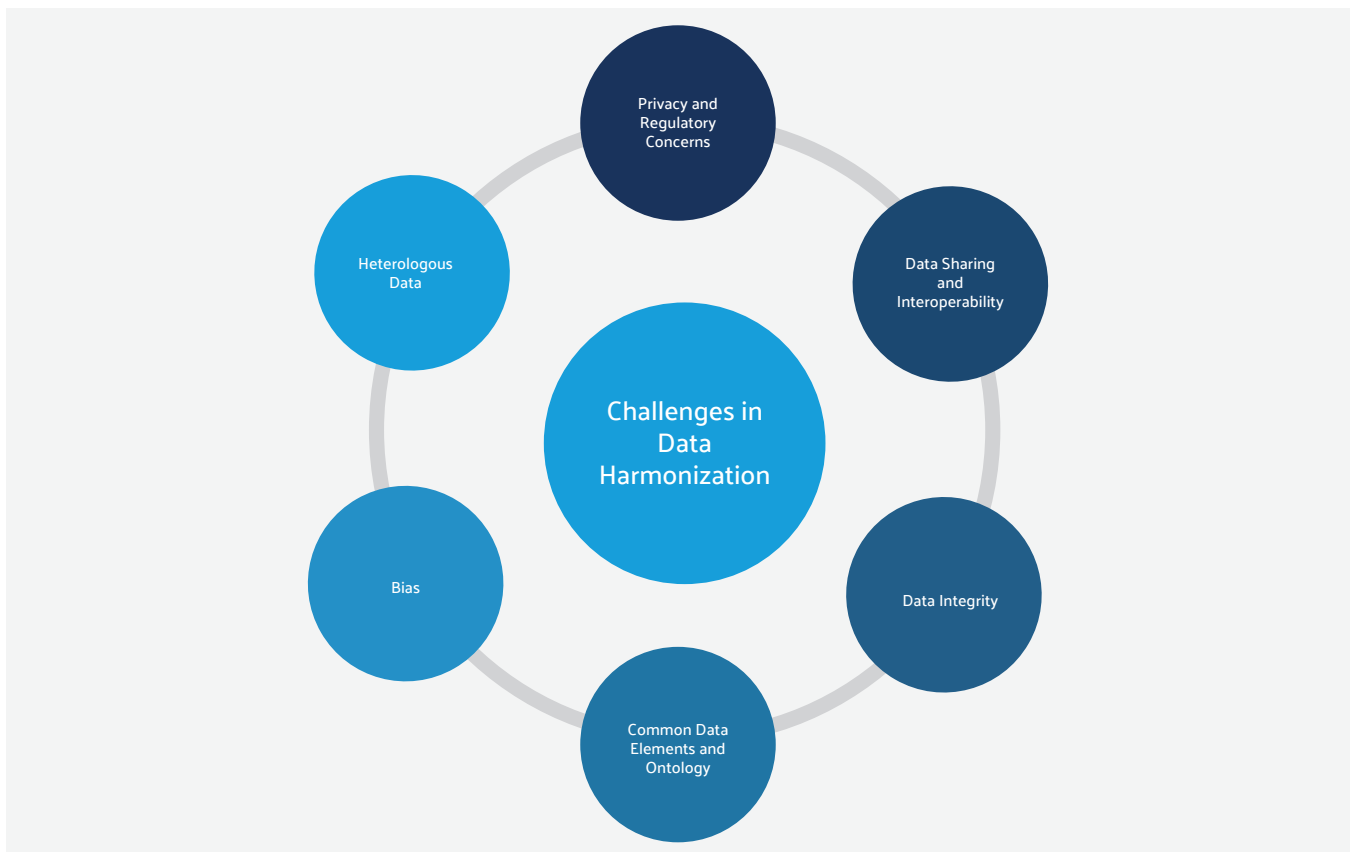 Privacy and
Regulatory
Concerns
Heterologous
Data
Data Sharing
and
Interoperability
Challenges in
Data
Harmonization
Bias
Data Integrity
Common Data
Elements and
Ontology